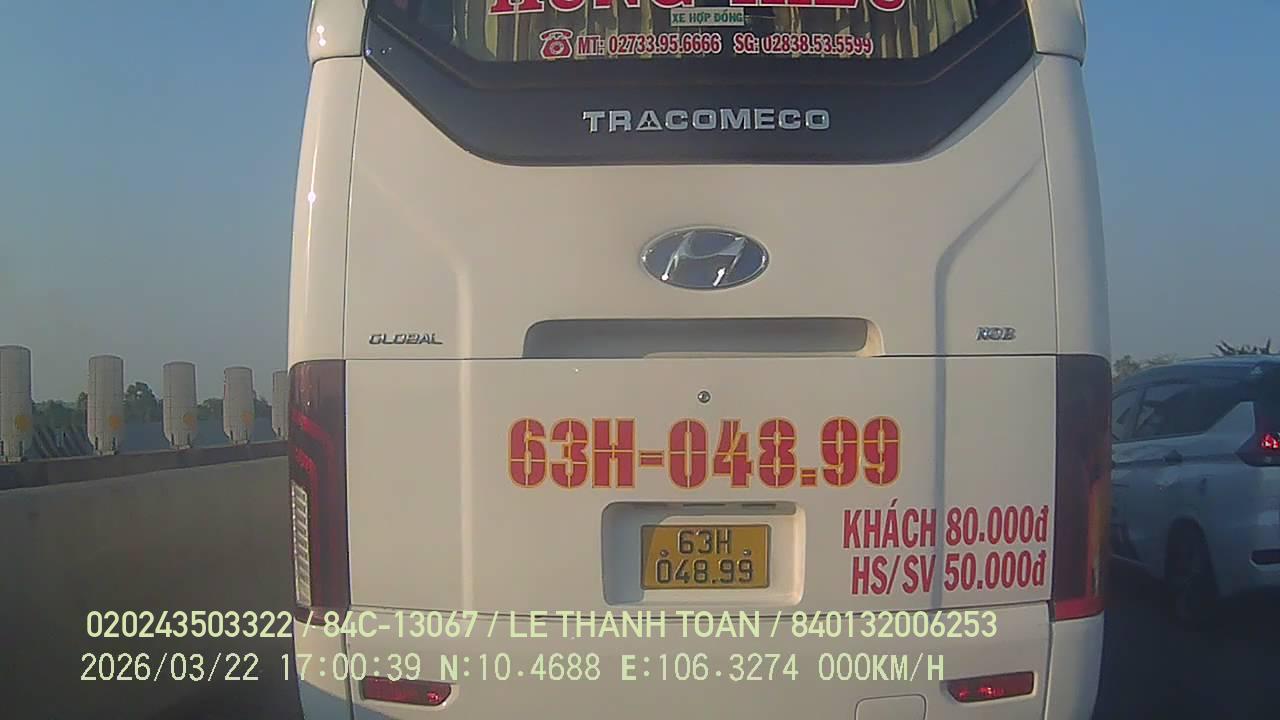 XE HỢP ĐỒNG
MT: 02733.95.6666 SG: 02838.53.5599
TRACOMECO
GLOBAL
63H-048.99
63H
048.99
KHÁCH 80.000đ
HS/SV 50.000đ
020243503322 / 84C-13067 / LE THANH TOAN / 840132006253
2026/03/22 17:00:39 N:10.4688 E:106.3274 000KM/H